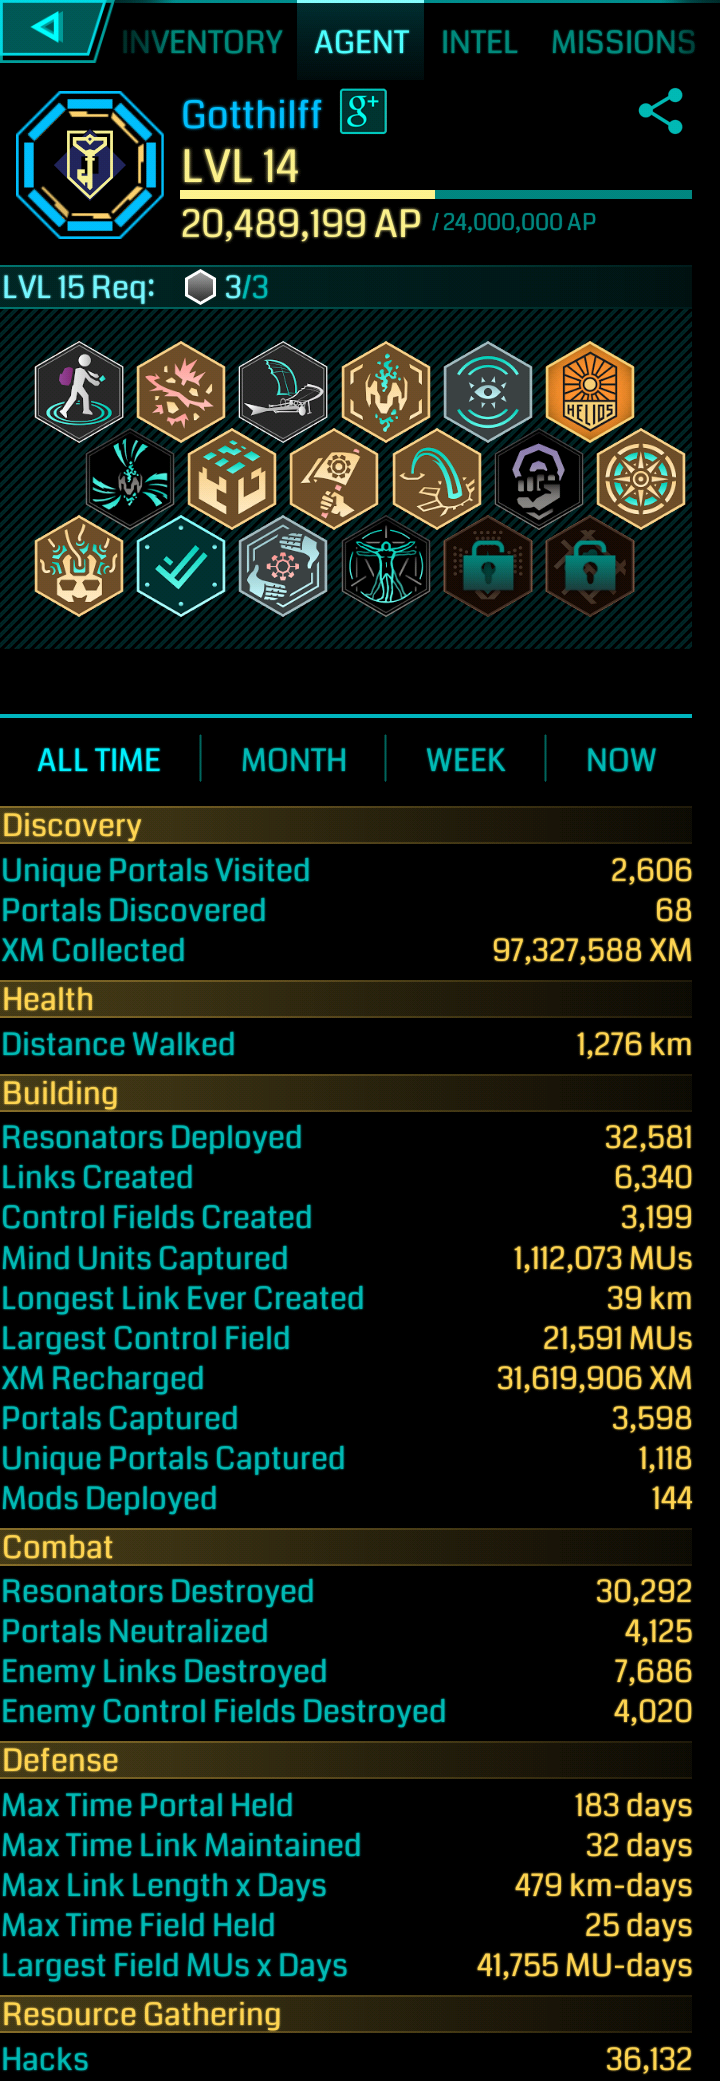 INVENTORY AGENT INTEL MISSIONS
Gotthilff g+
LVL 14
20,489,199 AP / 24,000,000 AP
LVL 15 Req: 3/3
HELIOS
ALL TIME MONTH WEEK NOW
Discovery
Unique Portals Visited 2,606
Portals Discovered 68
XM Collected 97,327,588 XM
Health
Distance Walked 1,276 km
Building
Resonators Deployed 32,581
Links Created 6,340
Control Fields Created 3,199
Mind Units Captured 1,112,073 MUs
Longest Link Ever Created 39 km
Largest Control Field 21,591 MUs
XM Recharged 31,619,906 XM
Portals Captured 3,598
Unique Portals Captured 1,118
Mods Deployed 144
Combat
Resonators Destroyed 30,292
Portals Neutralized 4,125
Enemy Links Destroyed 7,686
Enemy Control Fields Destroyed 4,020
Defense
Max Time Portal Held 183 days
Max Time Link Maintained 32 days
Max Link Length x Days 479 km-days
Max Time Field Held 25 days
Largest Field MUs x Days 41,755 MU-days
Resource Gathering
Hacks 36,132